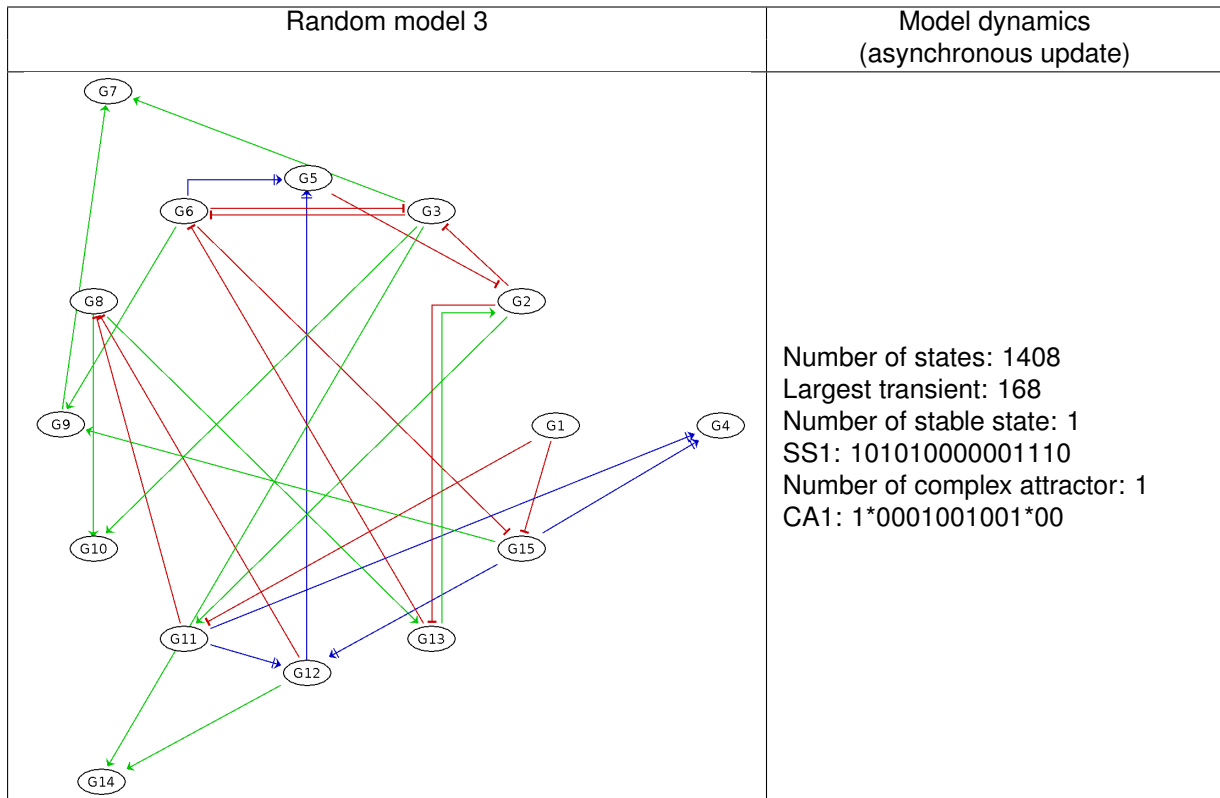 Random model 3
Model dynamics
(asynchronous update)
G7
G5
G6
G3
G8
G2
G9
G1
G4
G10
G15
G11
G13
G12
G14
Number of states: 1408
Largest transient: 168
Number of stable state: 1
SS1: 101010000001110
Number of complex attractor: 1
CA1: 1*0001001001*00